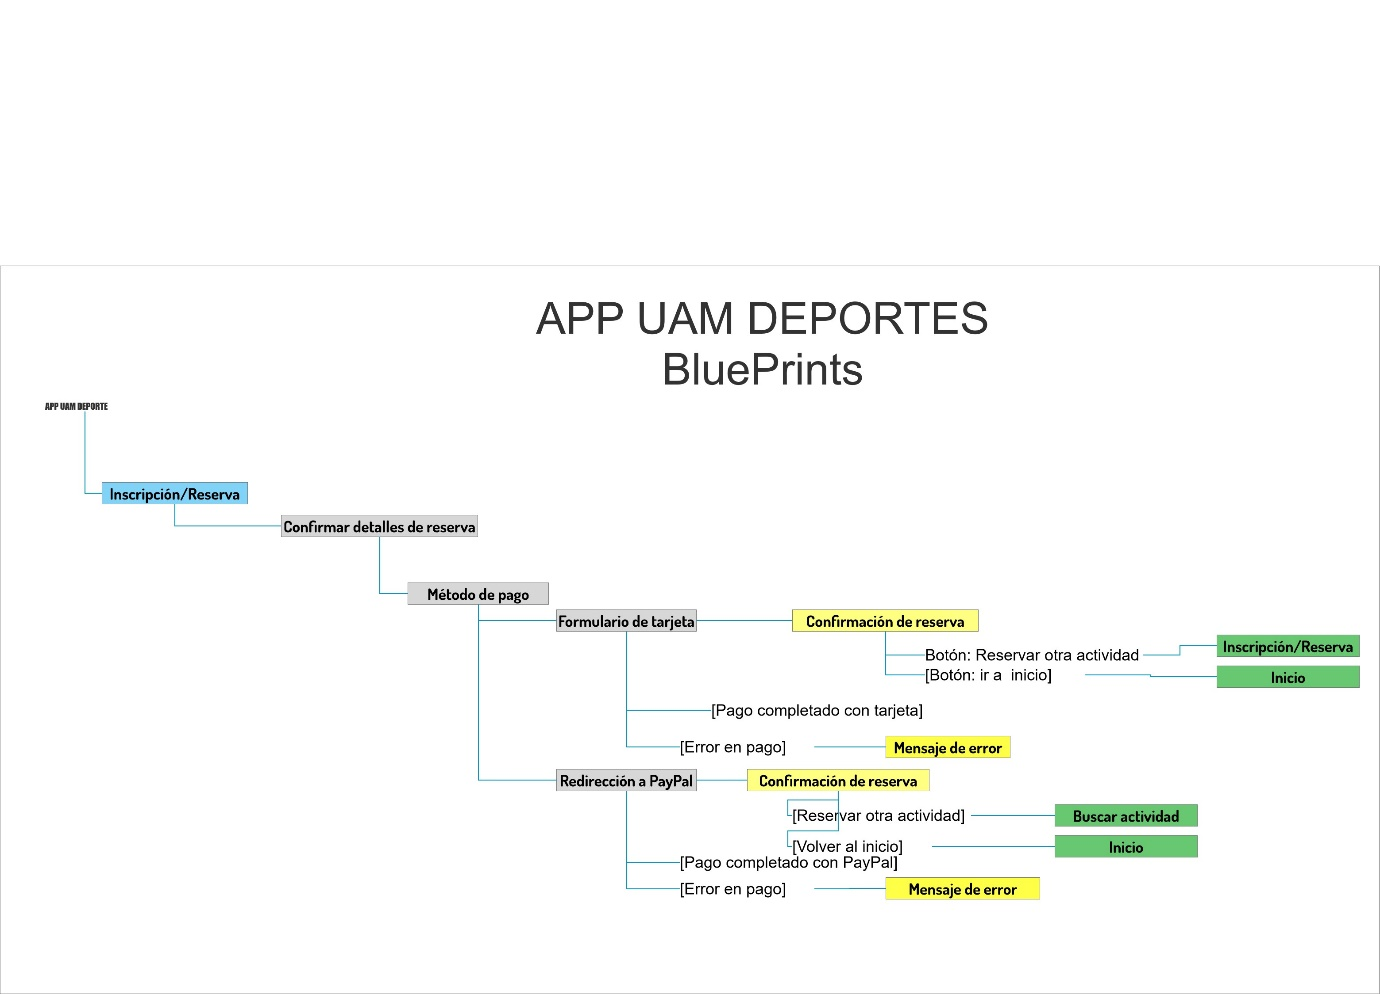 APP UAM DEPORTES
BluePrints
APP UAM DEPORTE
Inscripción/Reserva
Confirmar detalles de reserva
Método de pago
Formulario de tarjeta
Confirmación de reserva
Botón: Reservar otra actividad
Inscripción/Reserva
[Botón: ir a  inicio]
Inicio
[Pago completado con tarjeta]
[Error en pago]
Mensaje de error
Redirección a PayPal
Confirmación de reserva
[Reservar otra actividad]
Buscar actividad
[Volver al inicio]
Inicio
[Pago completado con PayPal]
[Error en pago]
Mensaje de error